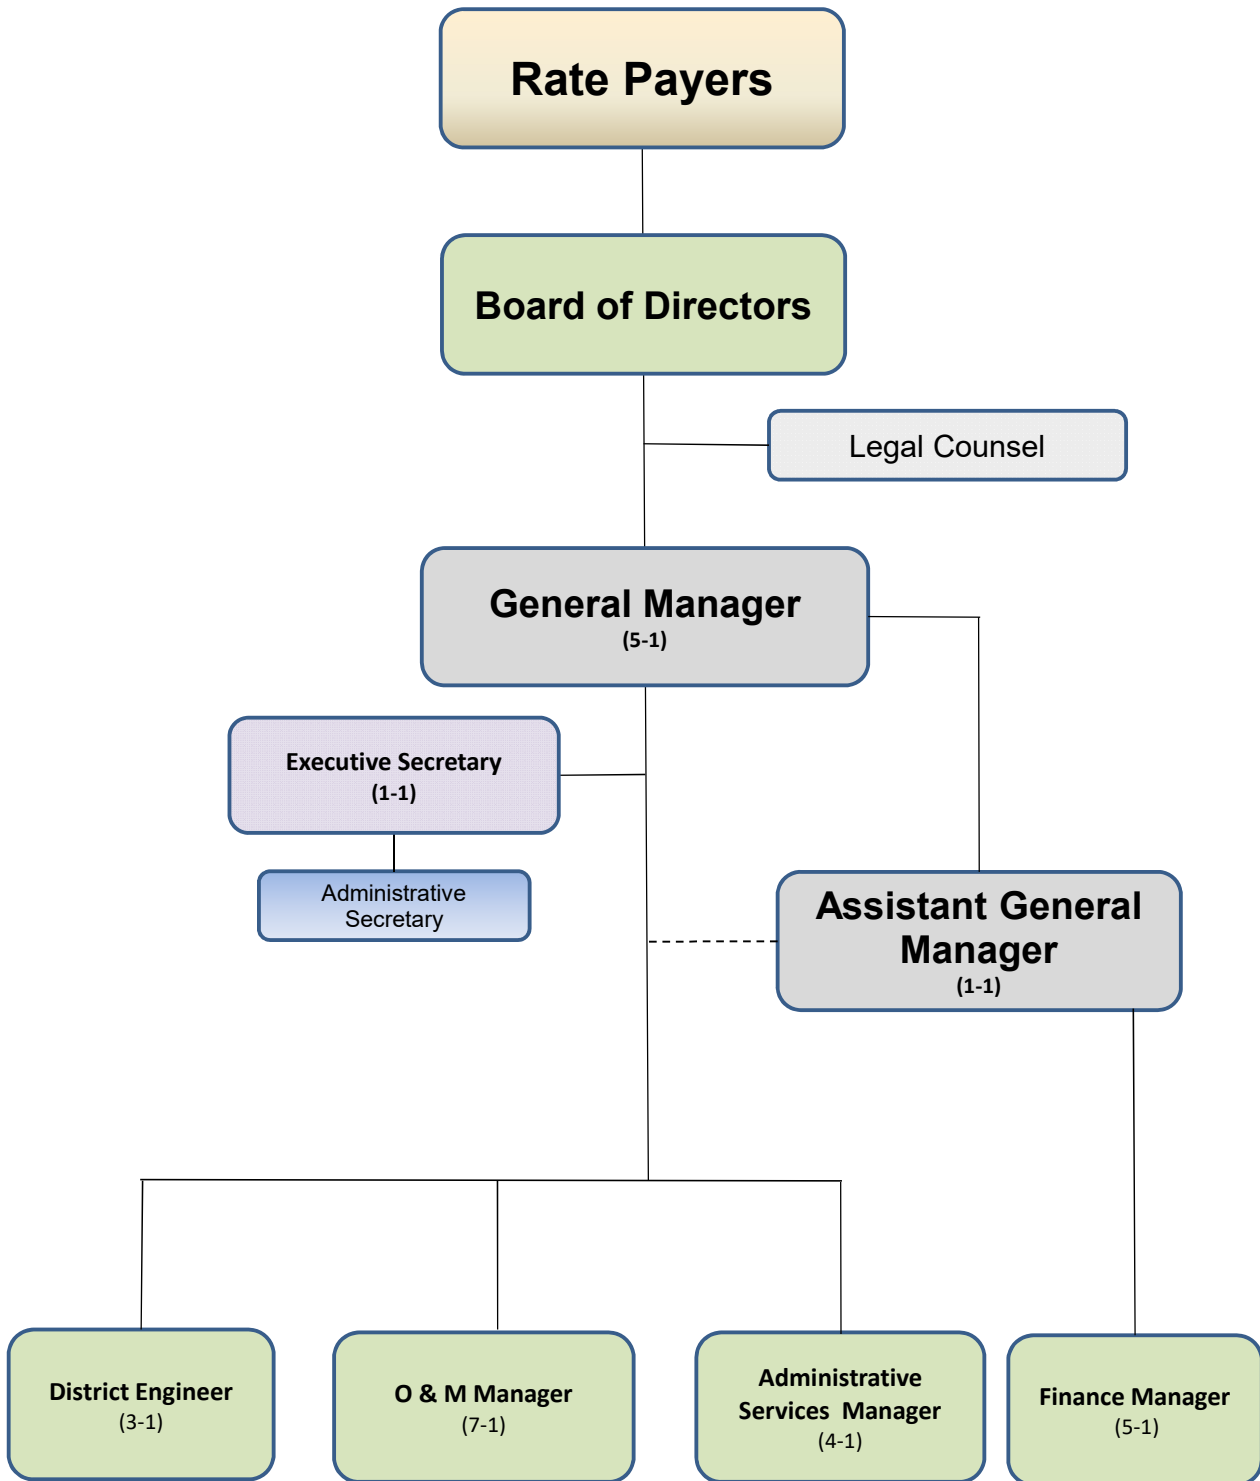 Rate Payers
Board of Directors
Legal Counsel
General Manager
(5-1)
Executive Secretary
(1-1)
Administrative
Secretary
Assistant General
Manager
(1-1)
District Engineer
(3-1)
O & M Manager
(7-1)
Administrative
Services  Manager
(4-1)
Finance Manager
(5-1)